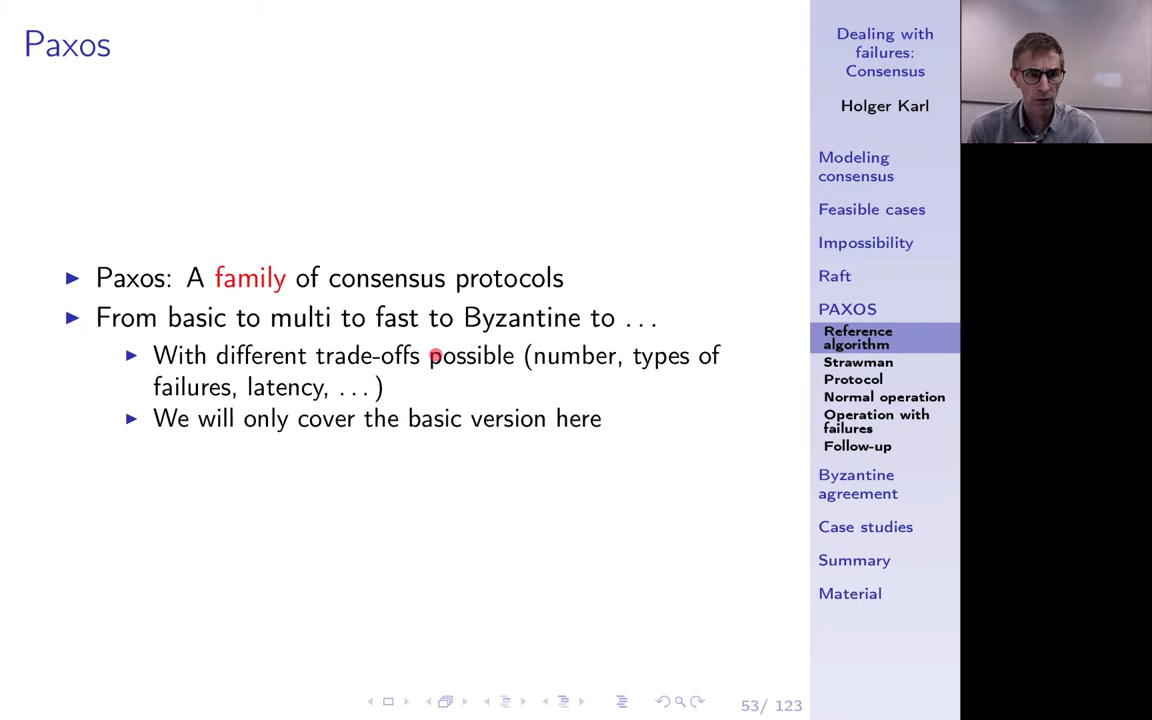 Paxos
Paxos: A family of consensus protocols
From basic to multi to fast to Byzantine to ...
With different trade-offs possible (number, types of
failures, latency, ...)
We will only cover the basic version here
Dealing with
failures:
Consensus
Holger Karl
Modeling
consensus
Feasible cases
Impossibility
Raft
PAXOS
Reference
algorithm
Strawman
Protocol
Normal operation
Operation with
failures
Follow-up
Byzantine
agreement
Case studies
Summary
Material
53/ 123